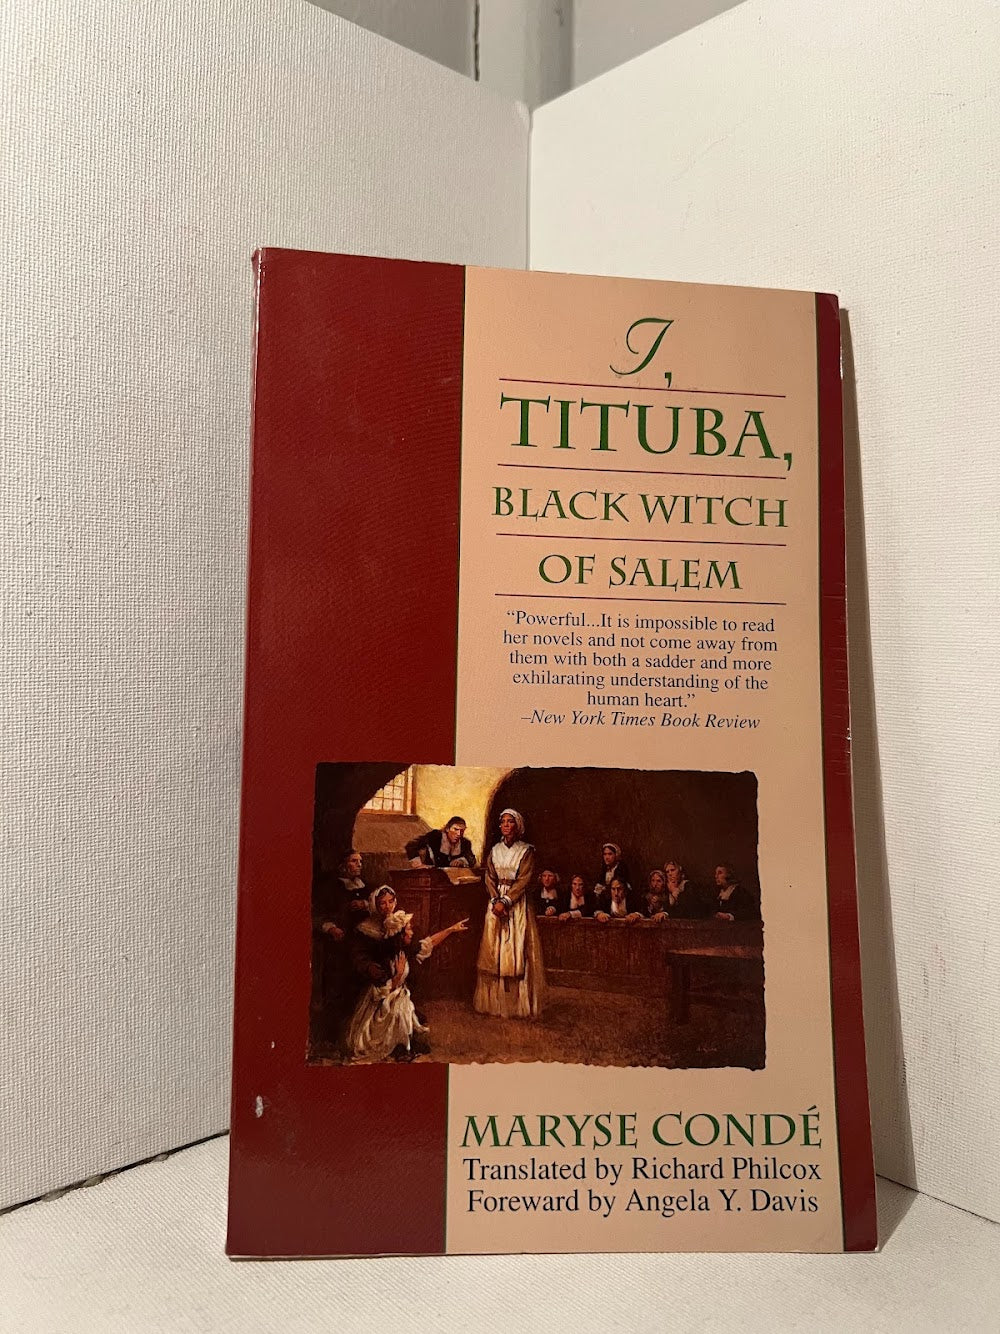 I,
TITUBA,
BLACK WITCH
OF SALEM
“Powerful...It is impossible to read
her novels and not come away from
them with both a sadder and more
exhilarating understanding of the
human heart.”
–New York Times Book Review
MARYSE CONDÉ
Translated by Richard Philcox
Foreward by Angela Y. Davis